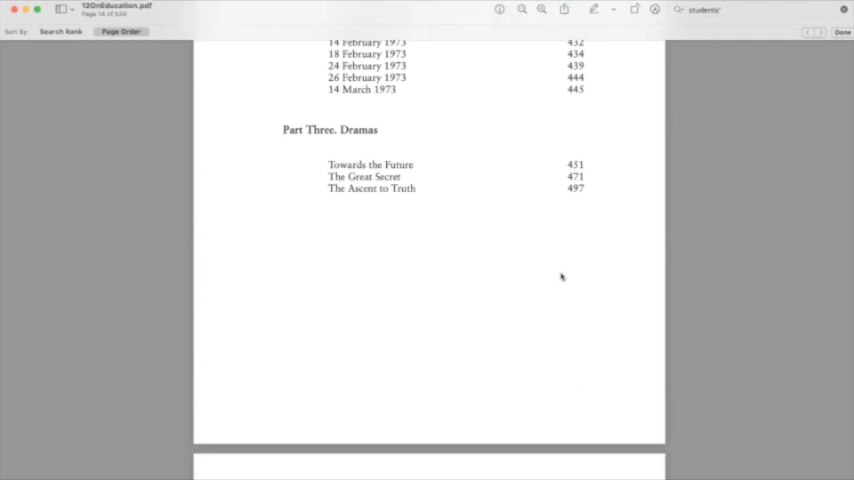 12OnEducation.pdf
Page 14 of 534
students'
Sort by: Search Rank Page Order Done
14 February 1973 432
18 February 1973 434
24 February 1973 439
26 February 1973 444
14 March 1973 445
Part Three. Dramas
Towards the Future 451
The Great Secret 471
The Ascent to Truth 497